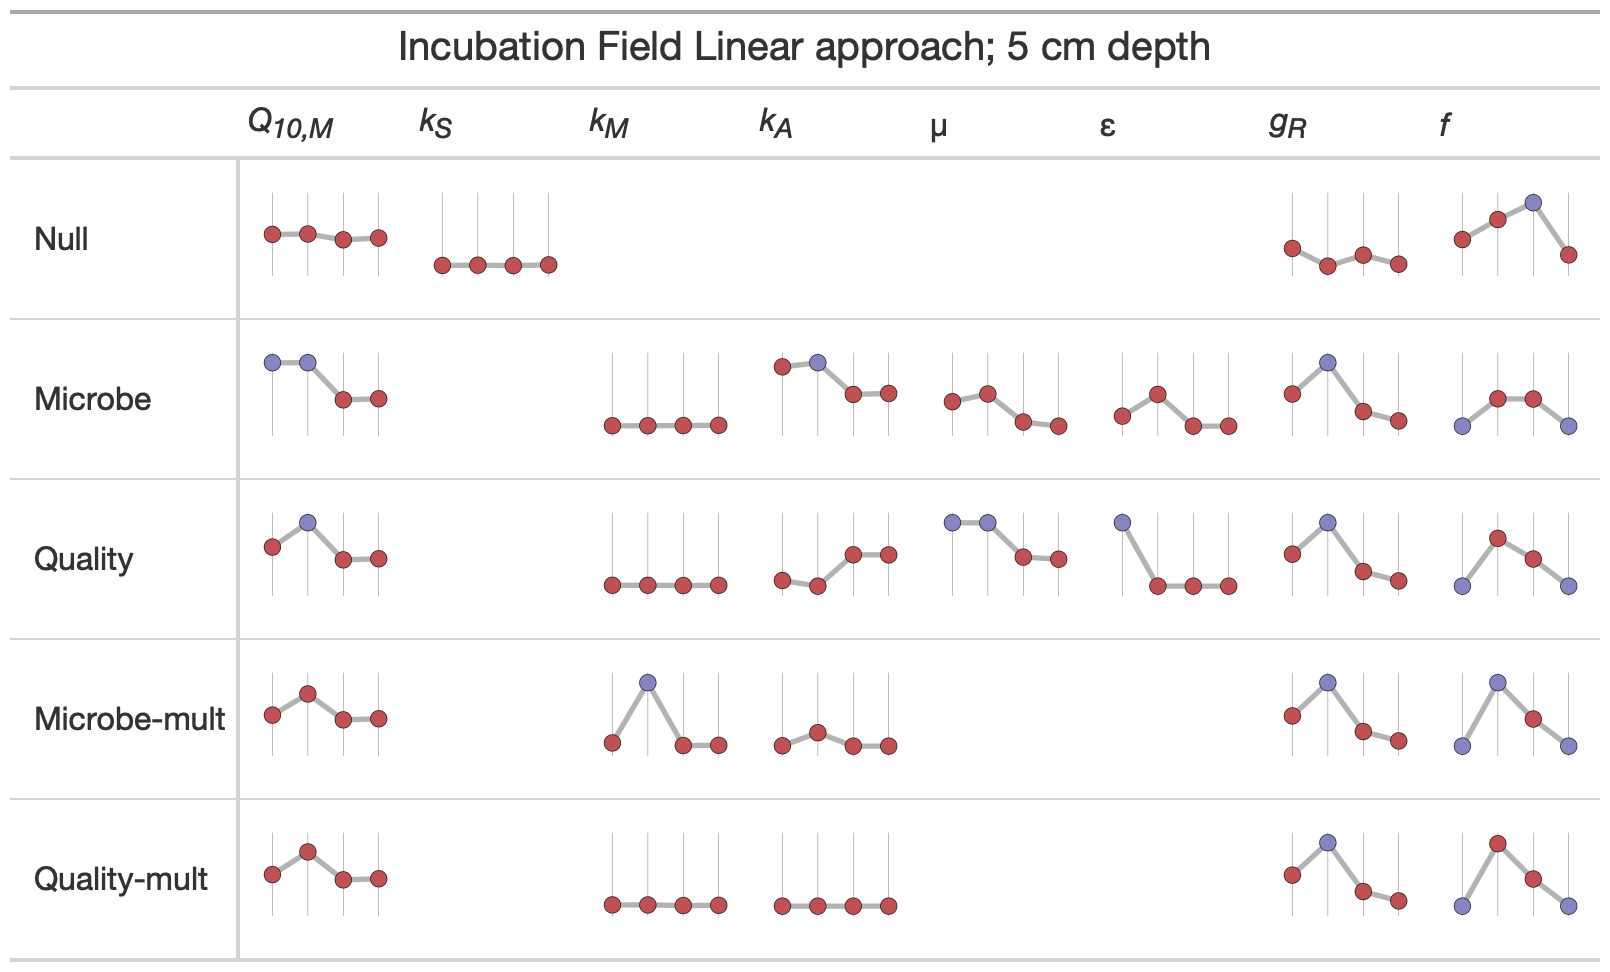 Incubation Field Linear approach; 5 cm depth
Q10,M kS kM kA μ ε gR f
Null
Microbe
Quality
Microbe-mult
Quality-mult